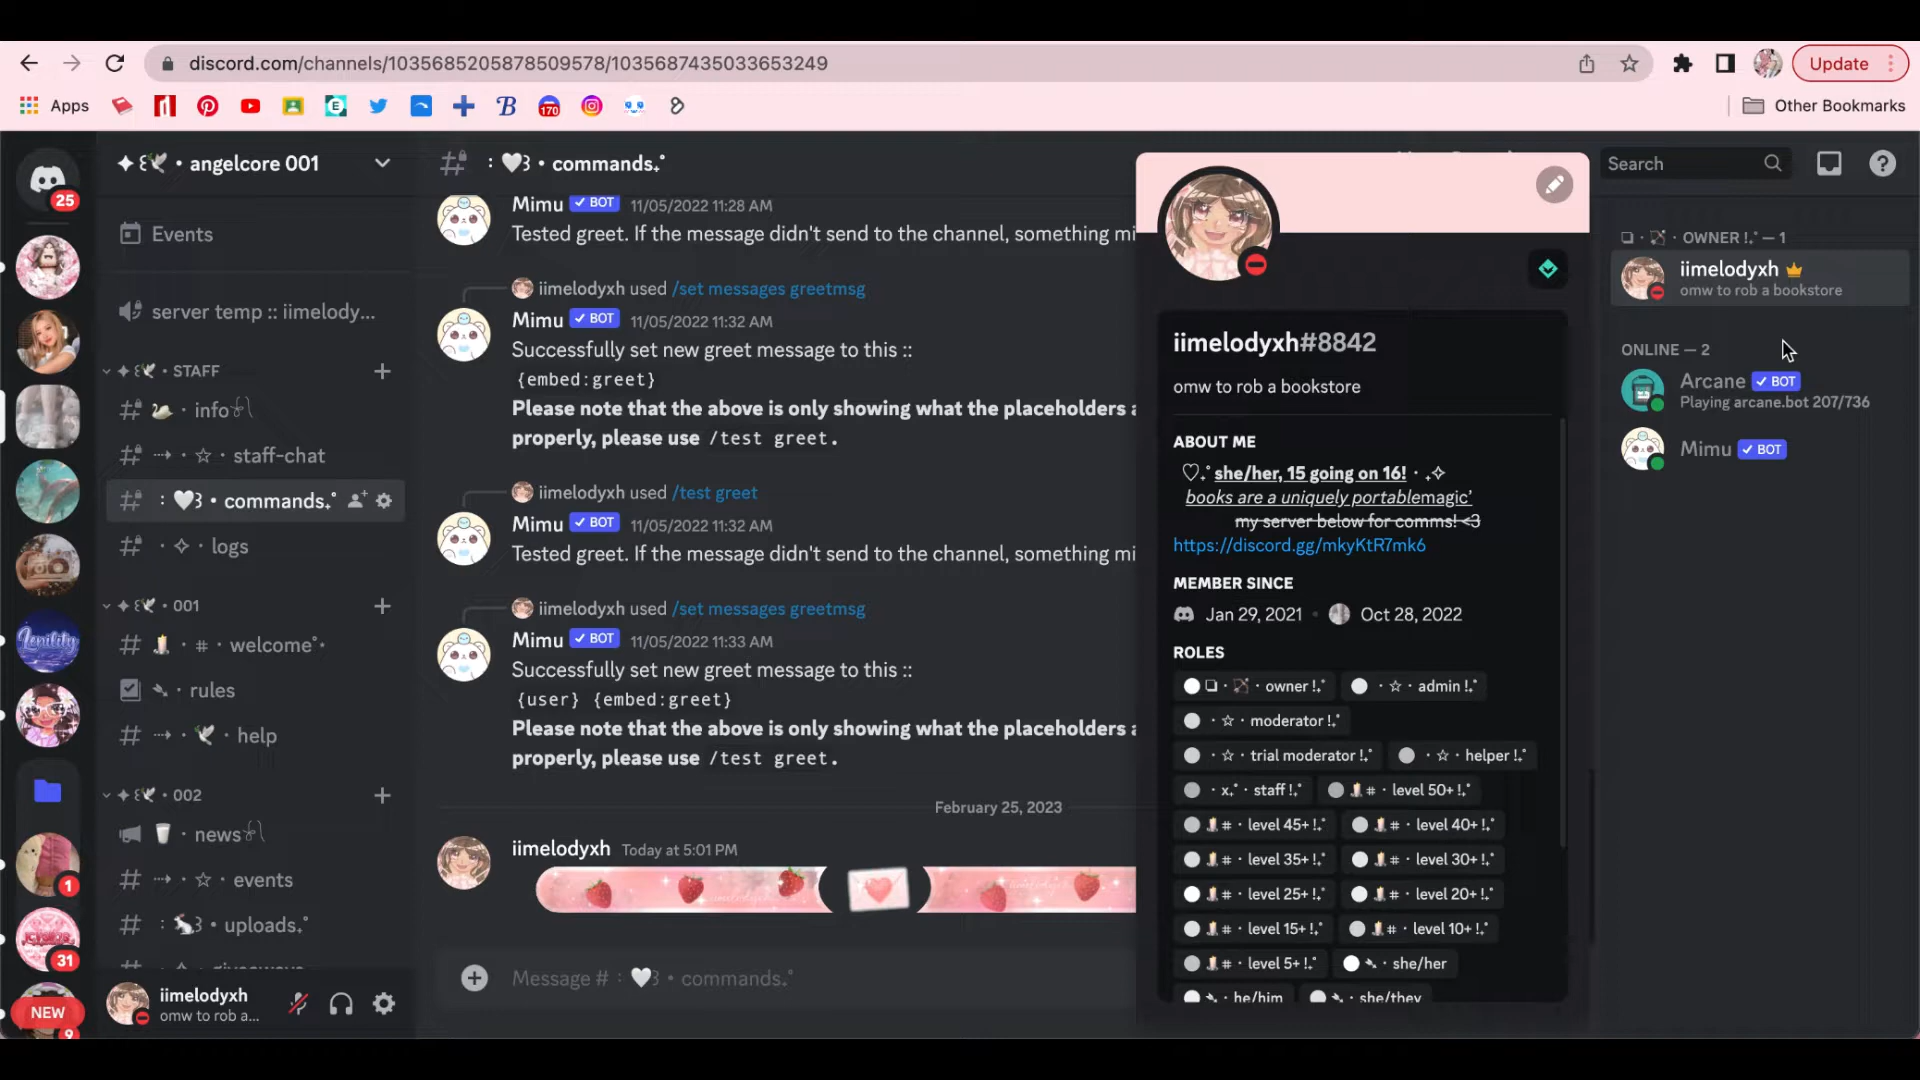 discord.com/channels/1035685205878509578/1035687435033653249
Update
Apps
170
Other Bookmarks
25
angelcore 001
Events
server temp :: iimelody...
STAFF
info
staff-chat
commands
logs
001
welcome
rules
help
002
news
events
uploads
1
31
NEW
9
iimelodyxh
omw to rob a...
commands
Mimu BOT 11/05/2022 11:28 AM
Tested greet. If the message didn't send to the channel, something mi
iimelodyxh used /set messages greetmsg
Mimu BOT 11/05/2022 11:32 AM
Successfully set new greet message to this ::
{embed:greet}
Please note that the above is only showing what the placeholders a
properly, please use /test greet.
iimelodyxh used /test greet
Mimu BOT 11/05/2022 11:32 AM
Tested greet. If the message didn't send to the channel, something mi
iimelodyxh used /set messages greetmsg
Mimu BOT 11/05/2022 11:33 AM
Successfully set new greet message to this ::
{user} {embed:greet}
Please note that the above is only showing what the placeholders a
properly, please use /test greet.
February 25, 2023
iimelodyxh Today at 5:01 PM
Message # : 🤍3 • commands
iimelodyxh#8842
omw to rob a bookstore
ABOUT ME
she/her, 15 going on 16!
books are a uniquely portablemagic'
my server below for comms! <3
https://discord.gg/mkyKtR7mk6
MEMBER SINCE
Jan 29, 2021 • Oct 28, 2022
ROLES
owner ! admin !
moderator !
trial moderator ! helper !
x staff ! # · level 50+ !
# · level 45+ ! # · level 40+ !
# · level 35+ ! # · level 30+ !
# · level 25+ ! # · level 20+ !
# · level 15+ ! # · level 10+ !
# · level 5+ ! she/her
he/him she/they
Search
OWNER ! — 1
iimelodyxh
omw to rob a bookstore
ONLINE — 2
Arcane BOT
Playing arcane.bot 207/736
Mimu BOT